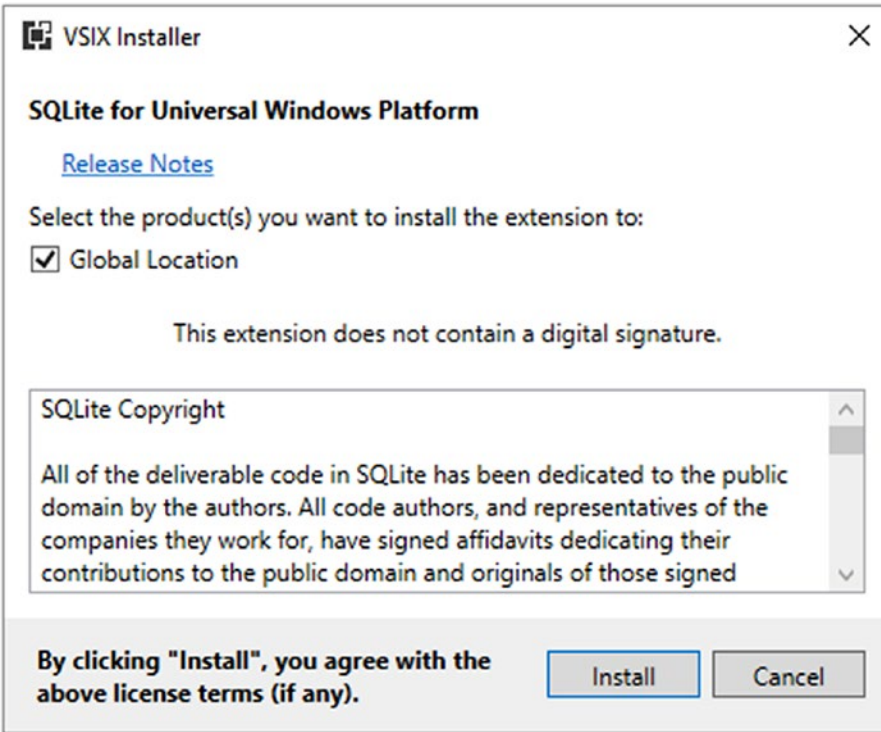 VSIX Installer
SQLite for Universal Windows Platform
Release Notes
Select the product(s) you want to install the extension to:
Global Location
This extension does not contain a digital signature.
SQLite Copyright
All of the deliverable code in SQLite has been dedicated to the public
domain by the authors. All code authors, and representatives of the
companies they work for, have signed affidavits dedicating their
contributions to the public domain and originals of those signed
By clicking "Install", you agree with the
above license terms (if any).
Install
Cancel